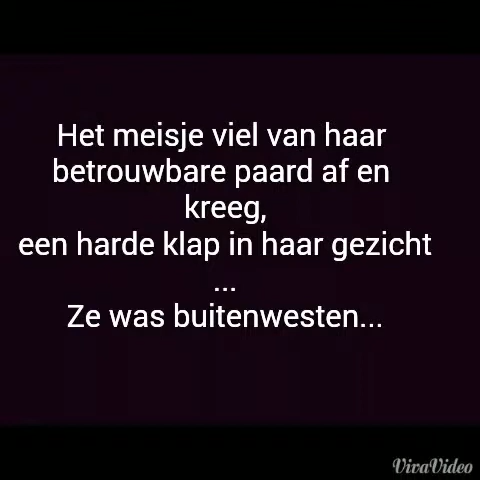 Het meisje viel van haar
betrouwbare paard af en
kreeg,
een harde klap in haar gezicht
...
Ze was buitenwesten...
VivaVideo